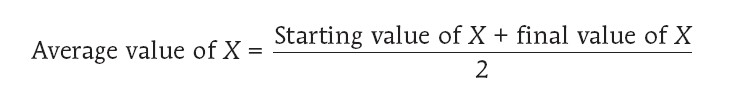 Average value of X = Starting value of X + final value of X
2